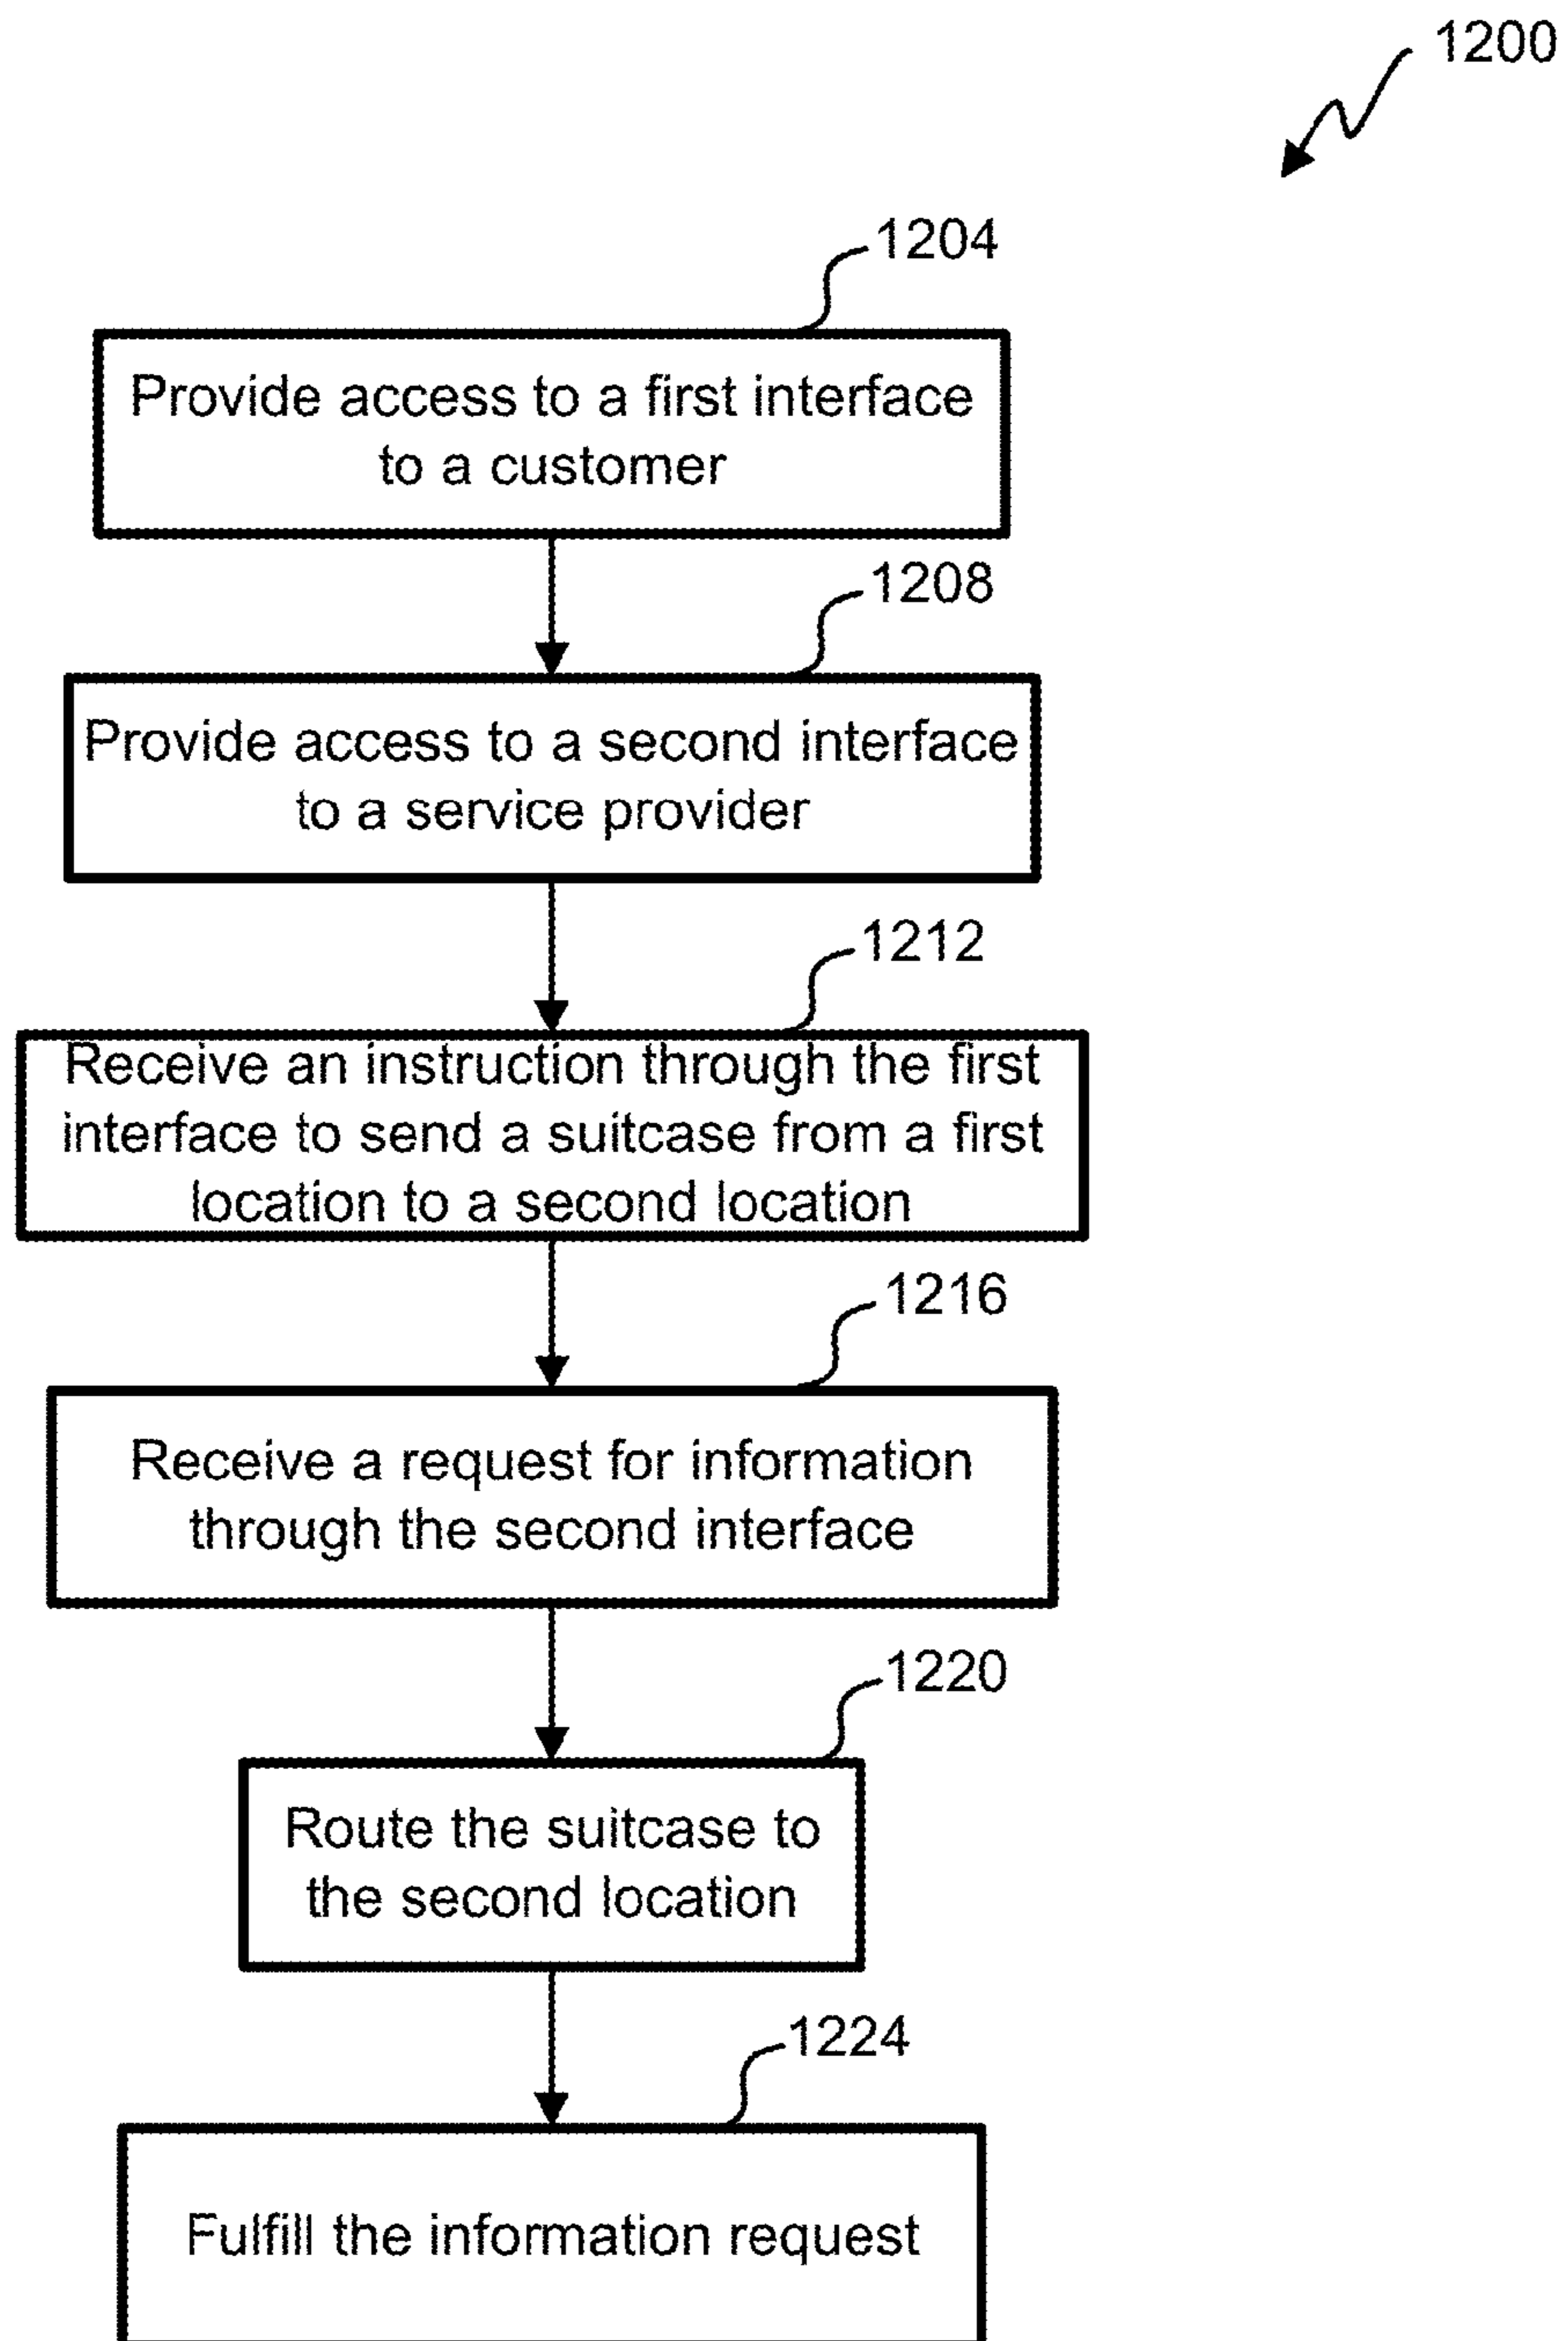 1200
1204
Provide access to a first interface
to a customer
1208
Provide access to a second interface
to a service provider
1212
Receive an instruction through the first
interface to send a suitcase from a first
location to a second location
1216
Receive a request for information
through the second interface
1220
Route the suitcase to
the second location
1224
Fulfill the information request